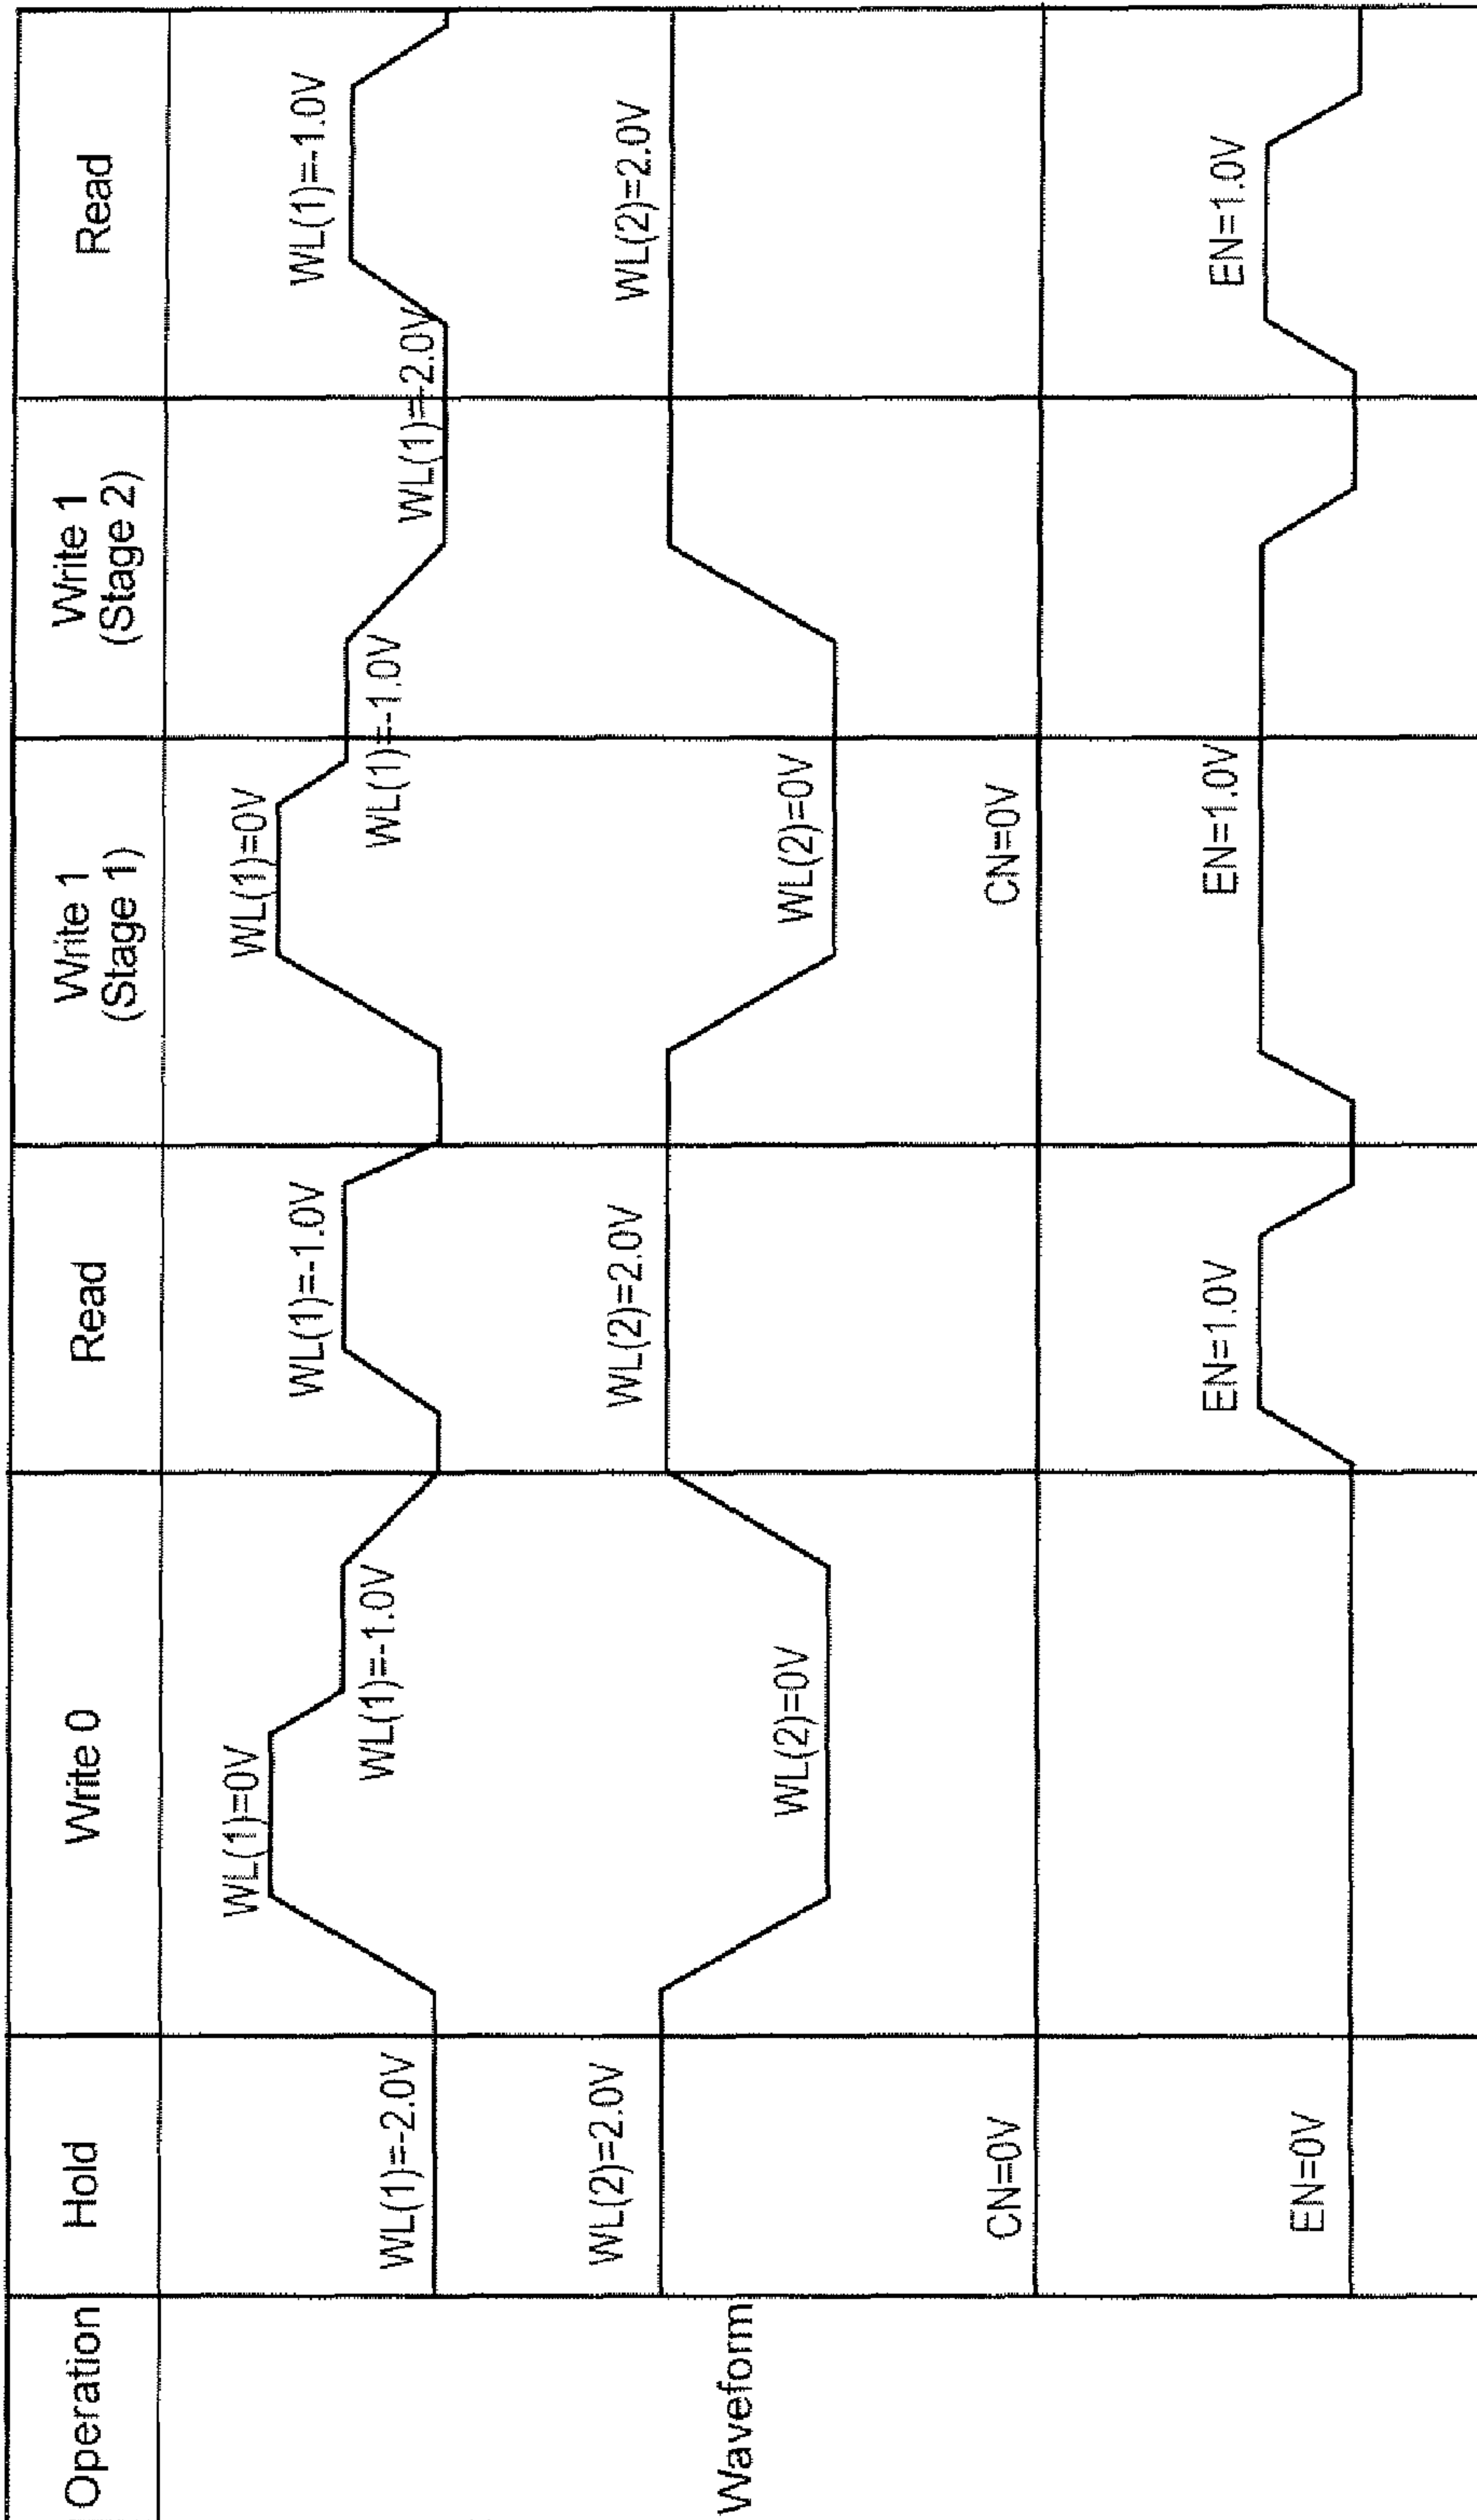 Operation
Hold
Write 0
Read
Write 1
(Stage 1)
Write 1
(Stage 2)
Read
Waveform
WL(1)=-2.0V
WL(1)=0V
WL(1)=-1.0V
WL(1)=-1.0V
WL(1)=0V
WL(1)=-1.0V
WL(1)=-2.0V
WL(1)=-1.0V
WL(2)=2.0V
WL(2)=0V
WL(2)=2.0V
WL(2)=0V
WL(2)=2.0V
CN=0V
CN=0V
EN=0V
EN=1.0V
EN=1.0V
EN=1.0V